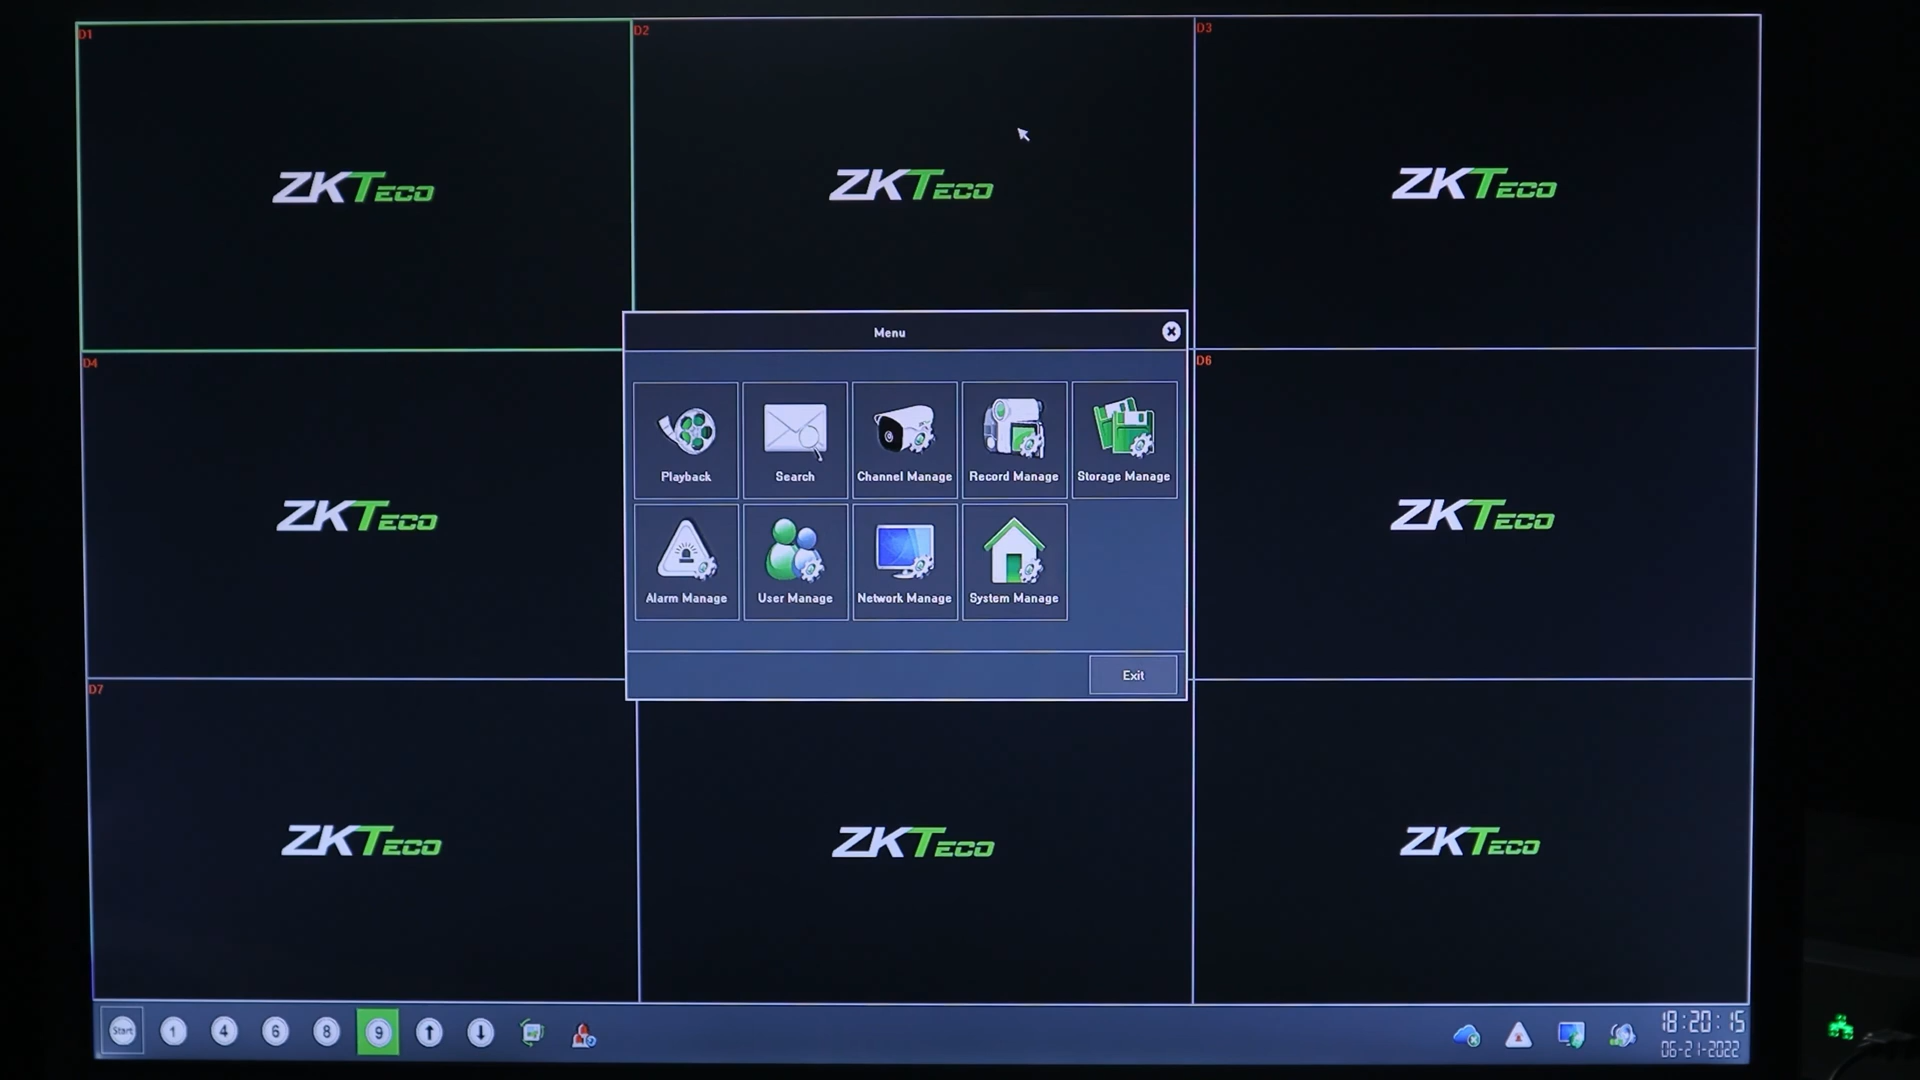 D1
D2
D3
ZKTECO
ZKTECO
ZKTECO
Menu
D4
D6
Playback
Search
Channel Manage
Record Manage
Storage Manage
ZKTECO
ZKTECO
Alarm Manage
User Manage
Network Manage
System Manage
Exit
D7
ZKTECO
ZKTECO
ZKTECO
Start
1
4
6
8
9
18:20:15
06-21-2022